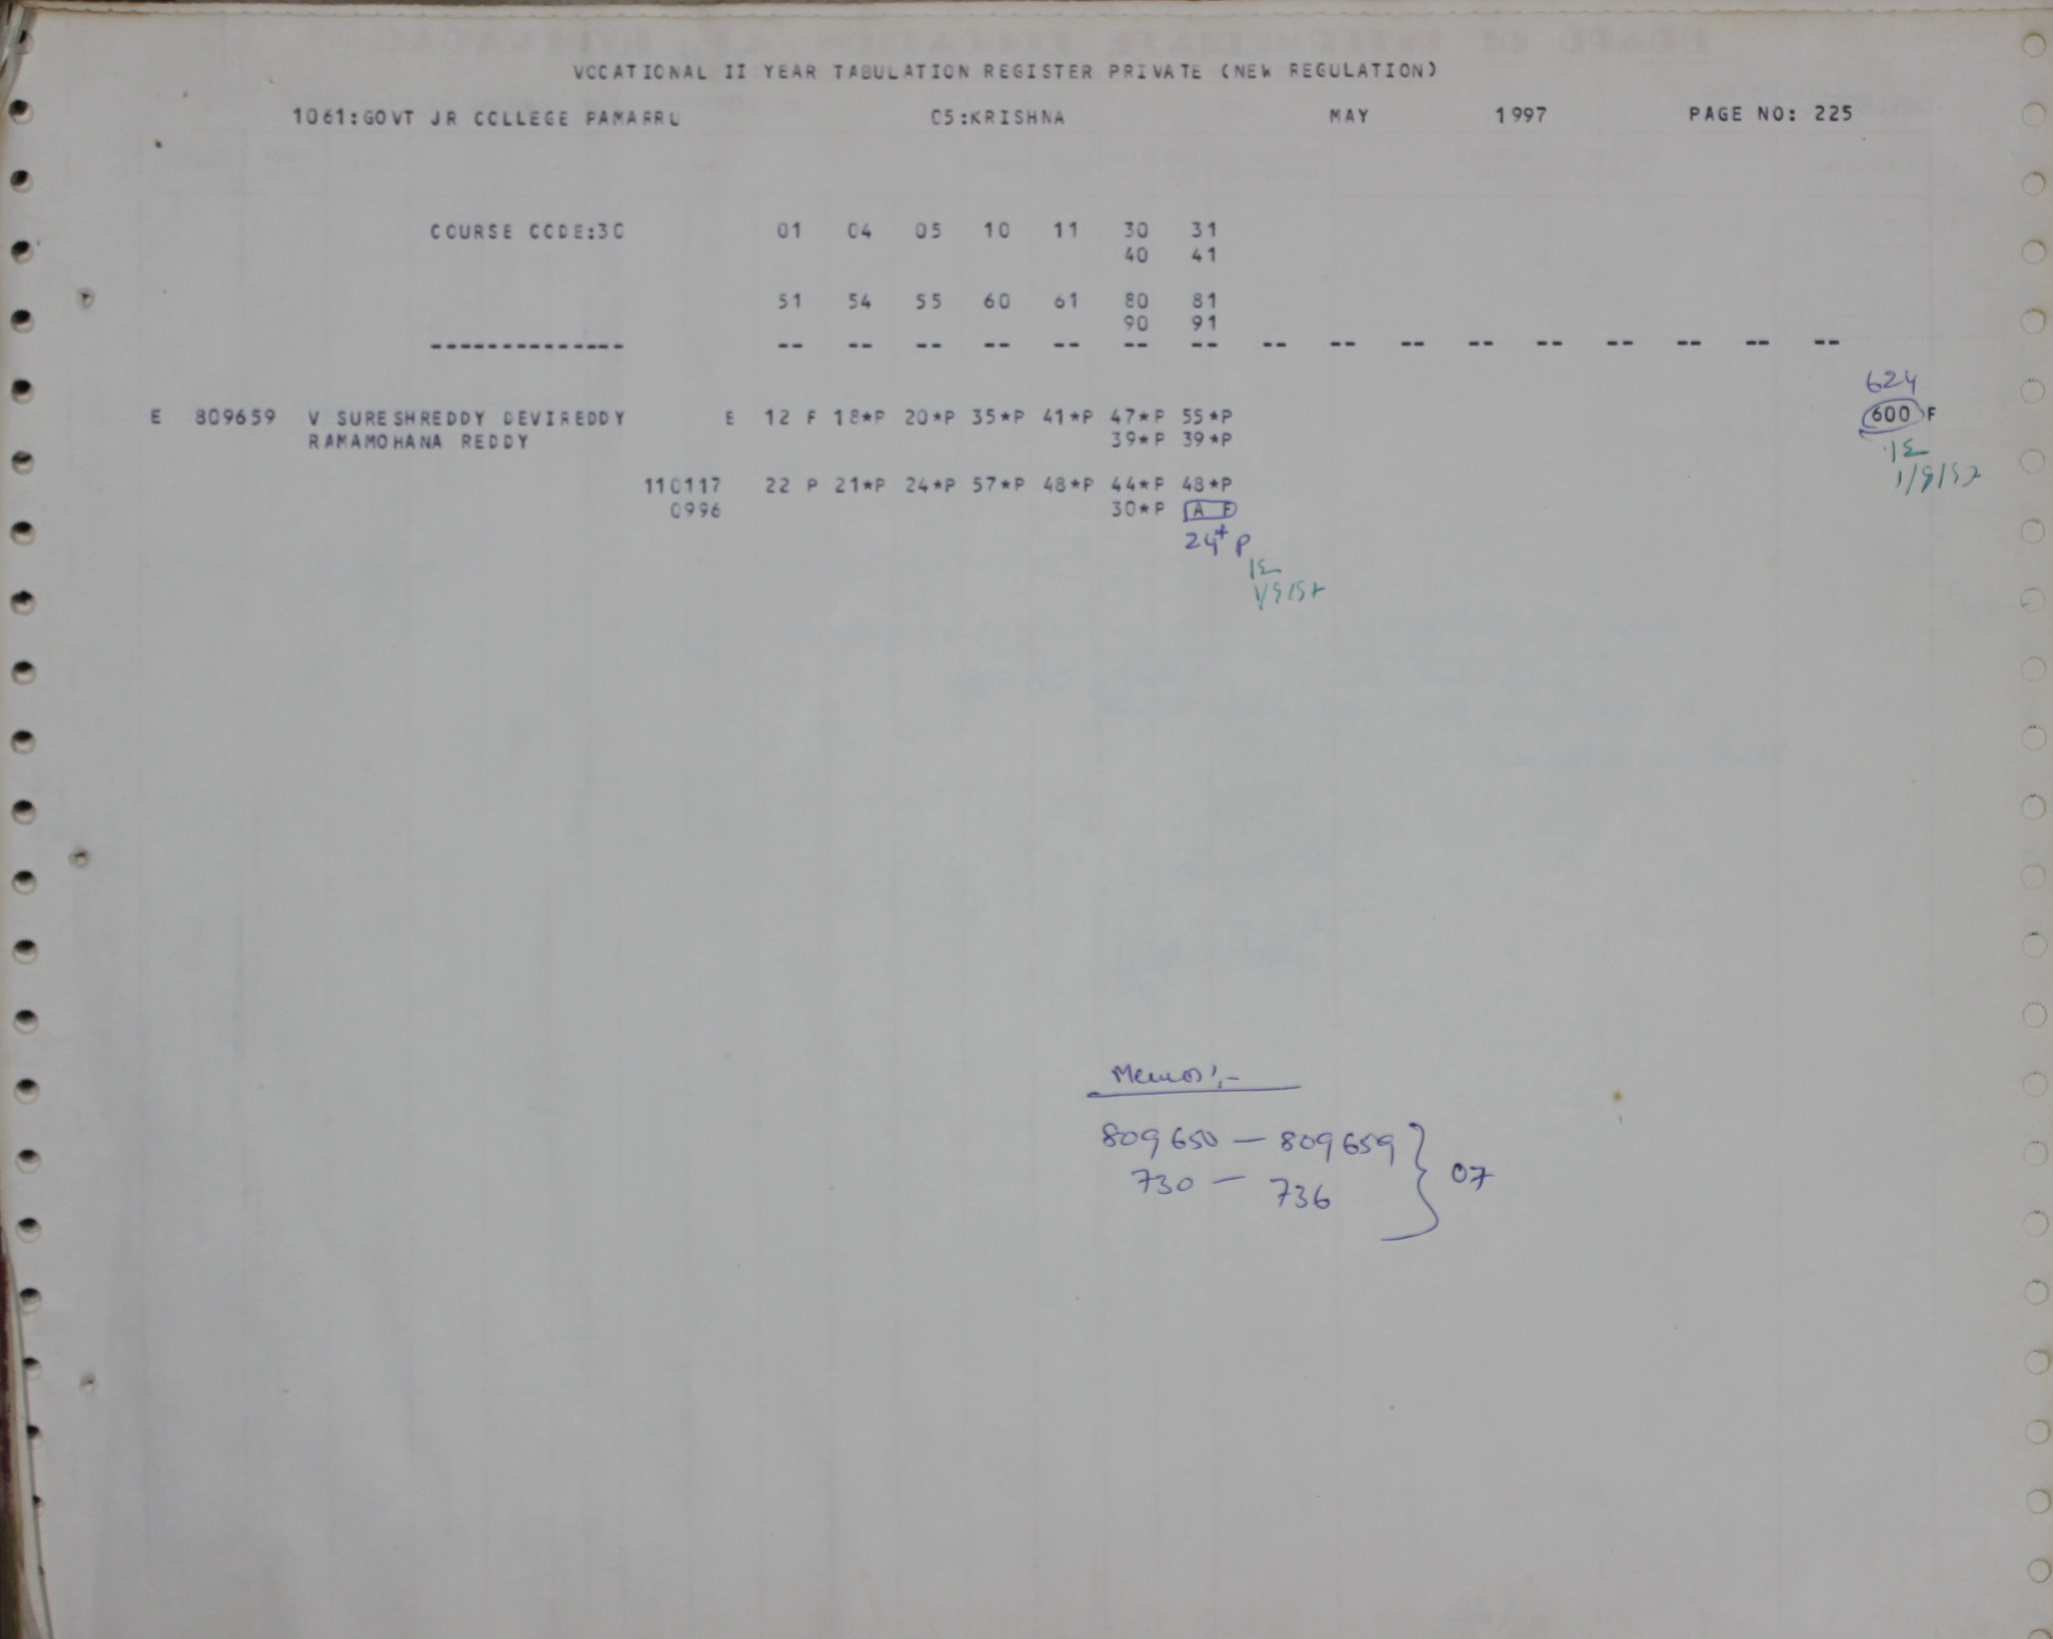 VOCATIONAL II YEAR TABULATION REGISTER PRIVATE (NEW REGULATION)
1061:GOVT JR COLLEGE PAMARRU 05:KRISHNA MAY 1997 PAGE NO: 225
COURSE CODE:30 01 04 05 10 11 30 31
40 41
51 54 55 60 61 80 81
90 91
-------------- -- -- -- -- -- -- -- -- -- -- -- -- -- -- -- --
624
E 809659 V SURESHREDDY DEVIREDDY E 12 F 18*P 20*P 35*P 41*P 47*P 55*P 600 F
RAMAMOHANA REDDY 39*P 39*P
110117 22 P 21*P 24*P 57*P 48*P 44*P 48*P
0996 30*P A F
24* P
Memos:-
809650 — 809659 } 07
730 — 736